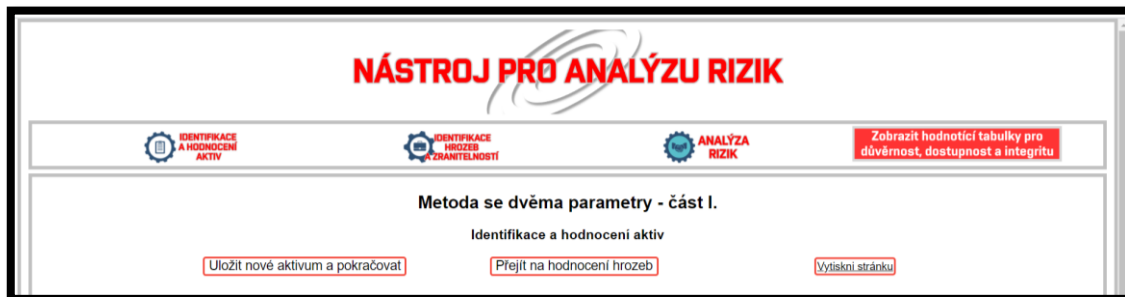 NÁSTROJ PRO ANALÝZU RIZIK
IDENTIFIKACE
A HODNOCENÍ
AKTIV
IDENTIFIKACE
HROZEB
A ZRANITELNOSTÍ
ANALÝZA
RIZIK
Zobrazit hodnotící tabulky pro
důvěrnost, dostupnost a integritu
Metoda se dvěma parametry - část I.
Identifikace a hodnocení aktiv
Uložit nové aktivum a pokračovat
Přejít na hodnocení hrozeb
Vytiskni stránku